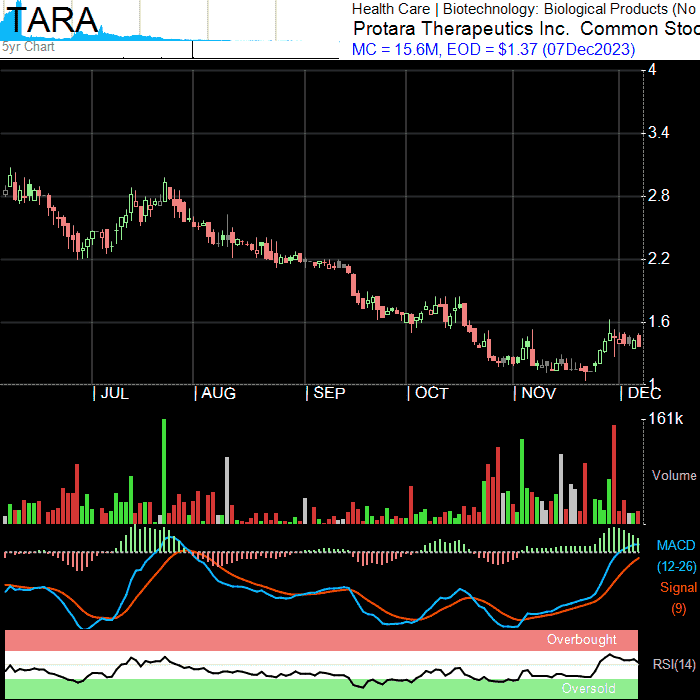 TARA
5yr Chart
Health Care | Biotechnology: Biological Products (No
Protara Therapeutics Inc. Common Stoc
MC = 15.6M, EOD = $1.37 (07Dec2023)
4
3.4
2.8
2.2
1.6
1
JUL AUG SEP OCT NOV DEC
161k
Volume
MACD
(12-26)
Signal
(9)
Overbought
RSI(14)
Oversold